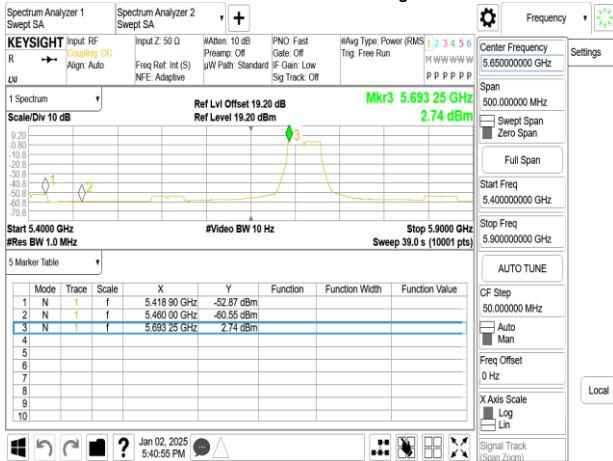 Spectrum Analyzer 1
Swept SA
Spectrum Analyzer 2
Swept SA
+
Frequency
KEYSIGHT
R
Input: RF
Coupling: DC
Align: Auto
Input Z: 50 Ω
Freq Ref: Int (S)
NFE: Adaptive
#Atten: 10 dB
Preamp: Off
µW Path: Standard
PNO: Fast
Gate: Off
IF Gain: Low
Sig Track: Off
#Avg Type: Power (RMS
Trig: Free Run
1 2 3 4 5 6
M W W W W W
P P P P P P
1 Spectrum
Scale/Div 10 dB
Ref Lvl Offset 19.20 dB
Ref Level 19.20 dBm
Mkr3 5.693 25 GHz
2.74 dBm
9.20
-0.80
-10.8
-20.8
-30.8
-40.8
-50.8
-60.8
-70.8
1
2
3
Start 5.4000 GHz
#Res BW 1.0 MHz
#Video BW 10 Hz
Stop 5.9000 GHz
Sweep 39.0 s (10001 pts)
5 Marker Table
Mode Trace Scale X Y Function Function Width Function Value
1 N 1 f 5.418 90 GHz -52.87 dBm
2 N 1 f 5.460 00 GHz -60.55 dBm
3 N 1 f 5.693 25 GHz 2.74 dBm
4
5
6
7
8
9
10
Center Frequency
5.650000000 GHz
Settings
Span
500.000000 MHz
Swept Span
Zero Span
Full Span
Start Freq
5.400000000 GHz
Stop Freq
5.900000000 GHz
AUTO TUNE
CF Step
50.000000 MHz
Auto
Man
Freq Offset
0 Hz
Local
X Axis Scale
Log
Lin
Signal Track
(Span Zoom)
?
Jan 02, 2025
5:40:55 PM